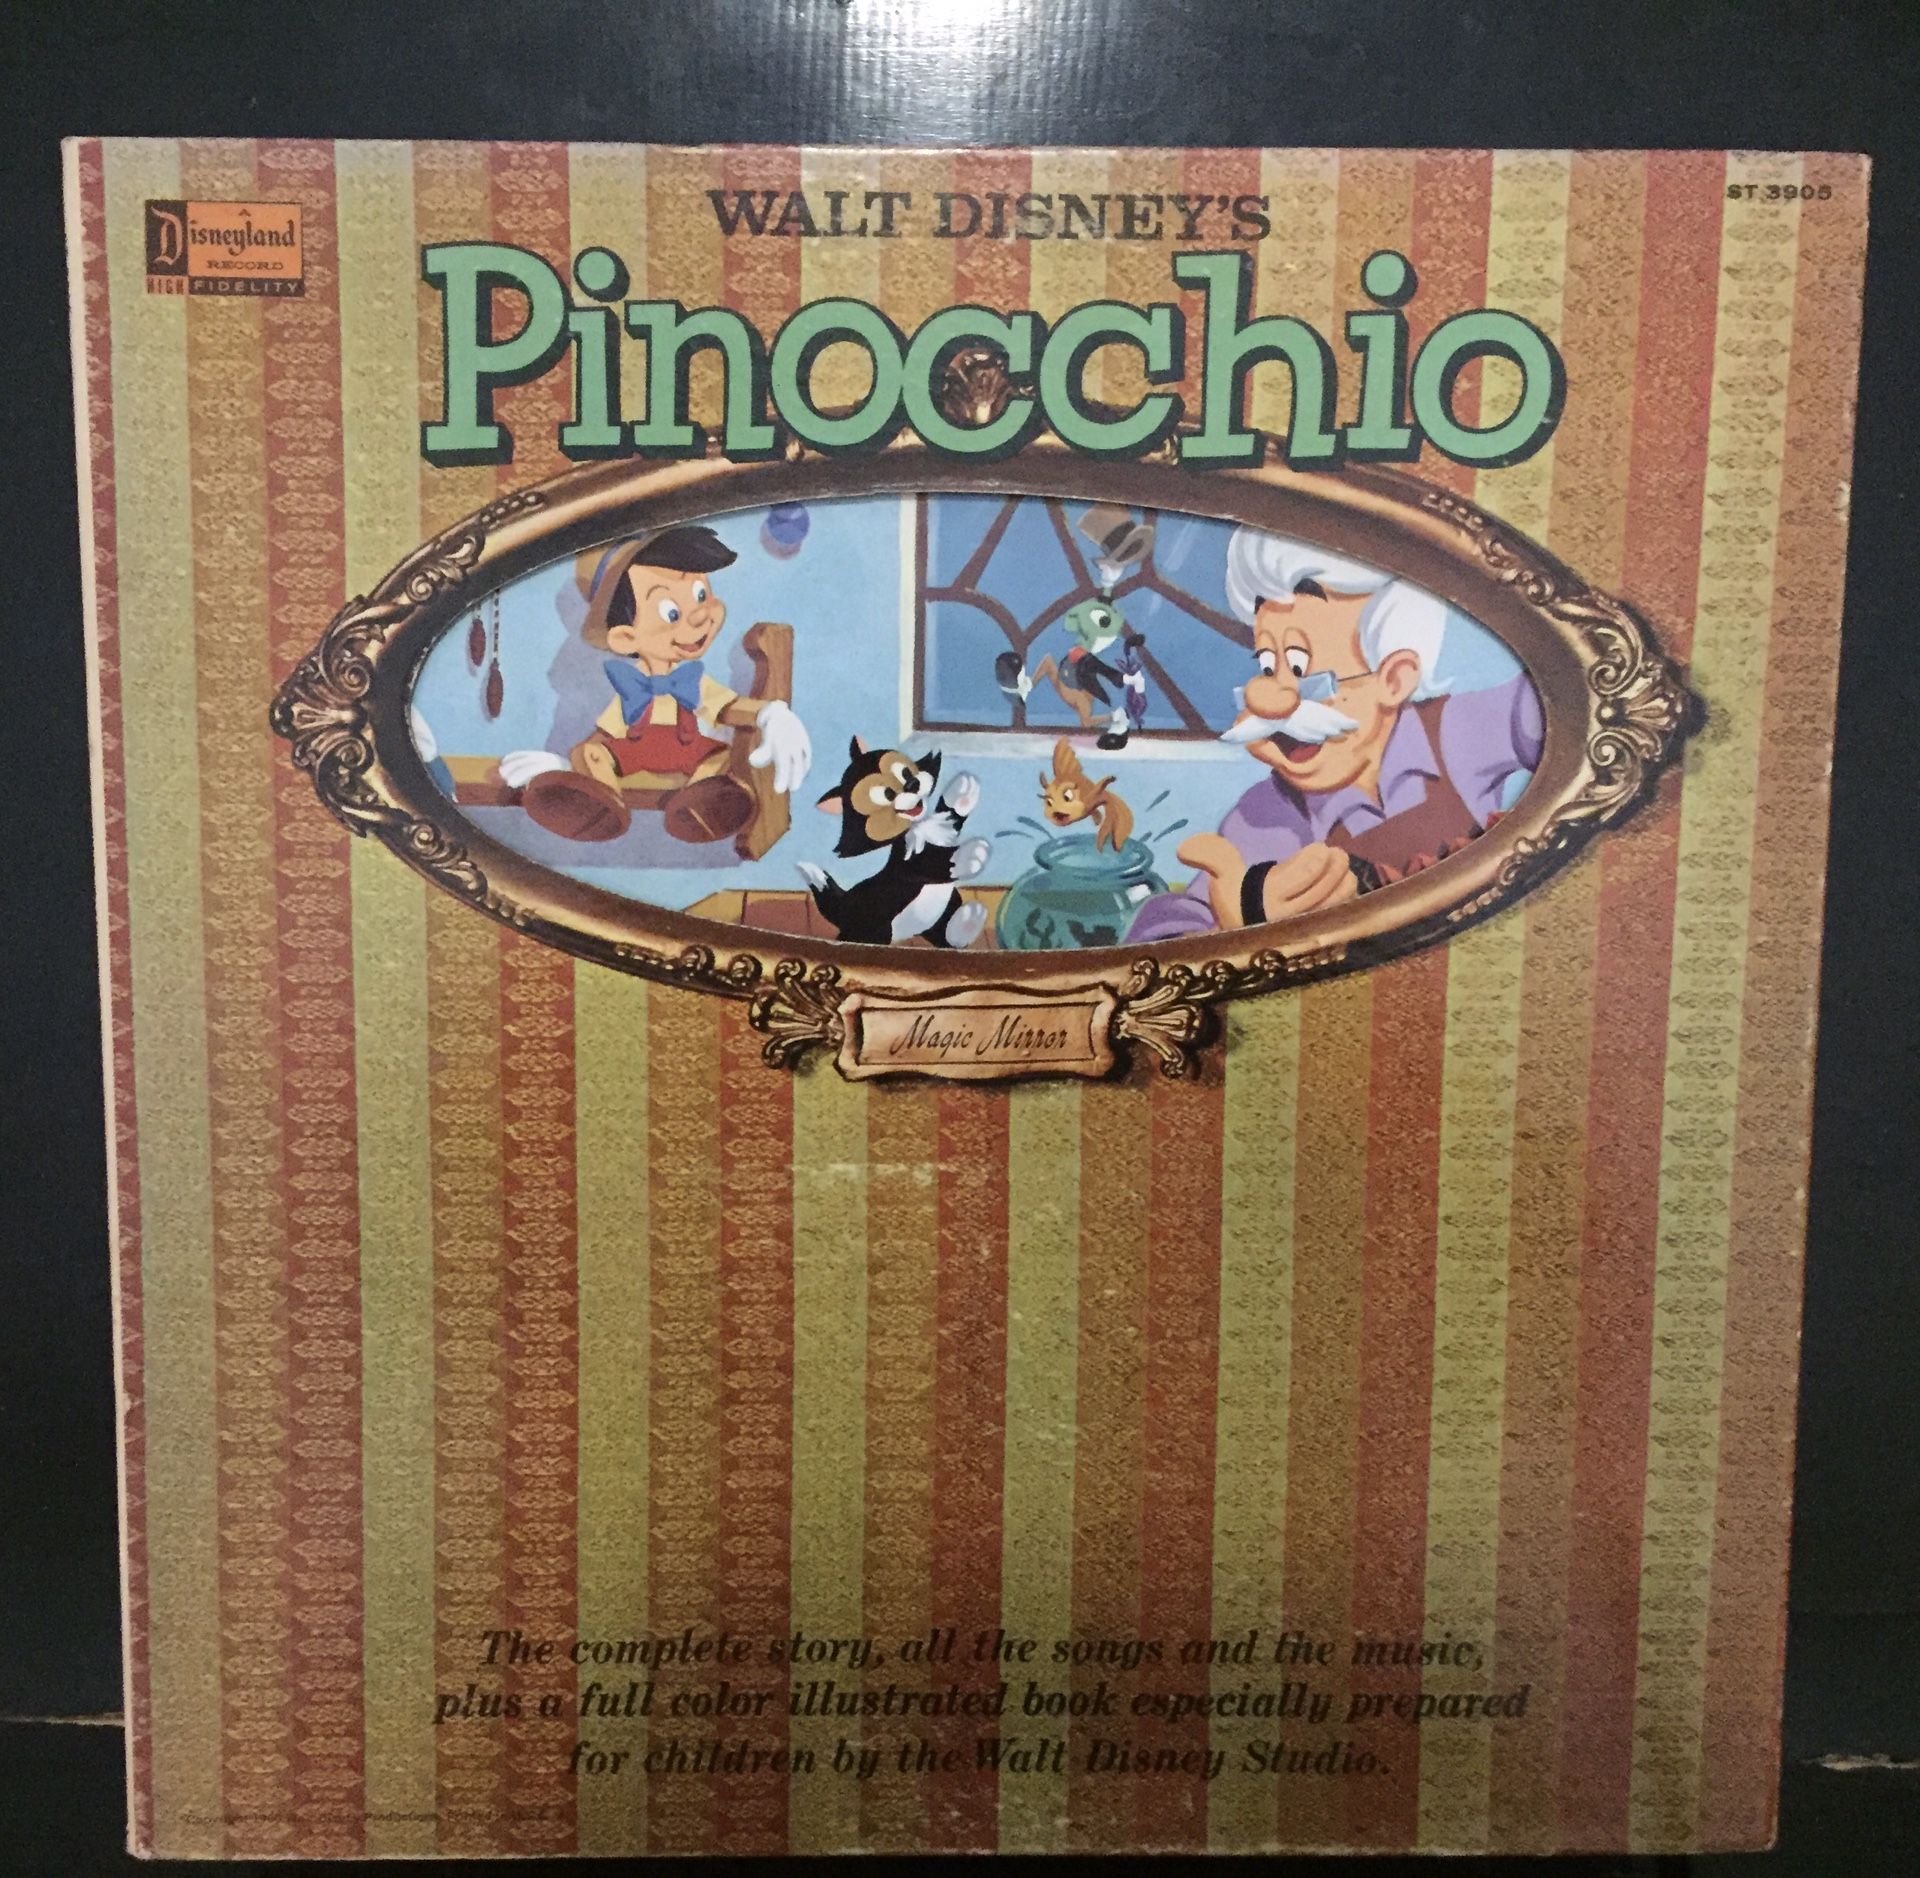 Disneyland
RECORD
HIGH FIDELITY
WALT DISNEY'S
ST 3905
Pinocchio
Magic Mirror
The complete story, all the songs and the music,
plus a full color illustrated book especially prepared
for children by the Walt Disney Studio.